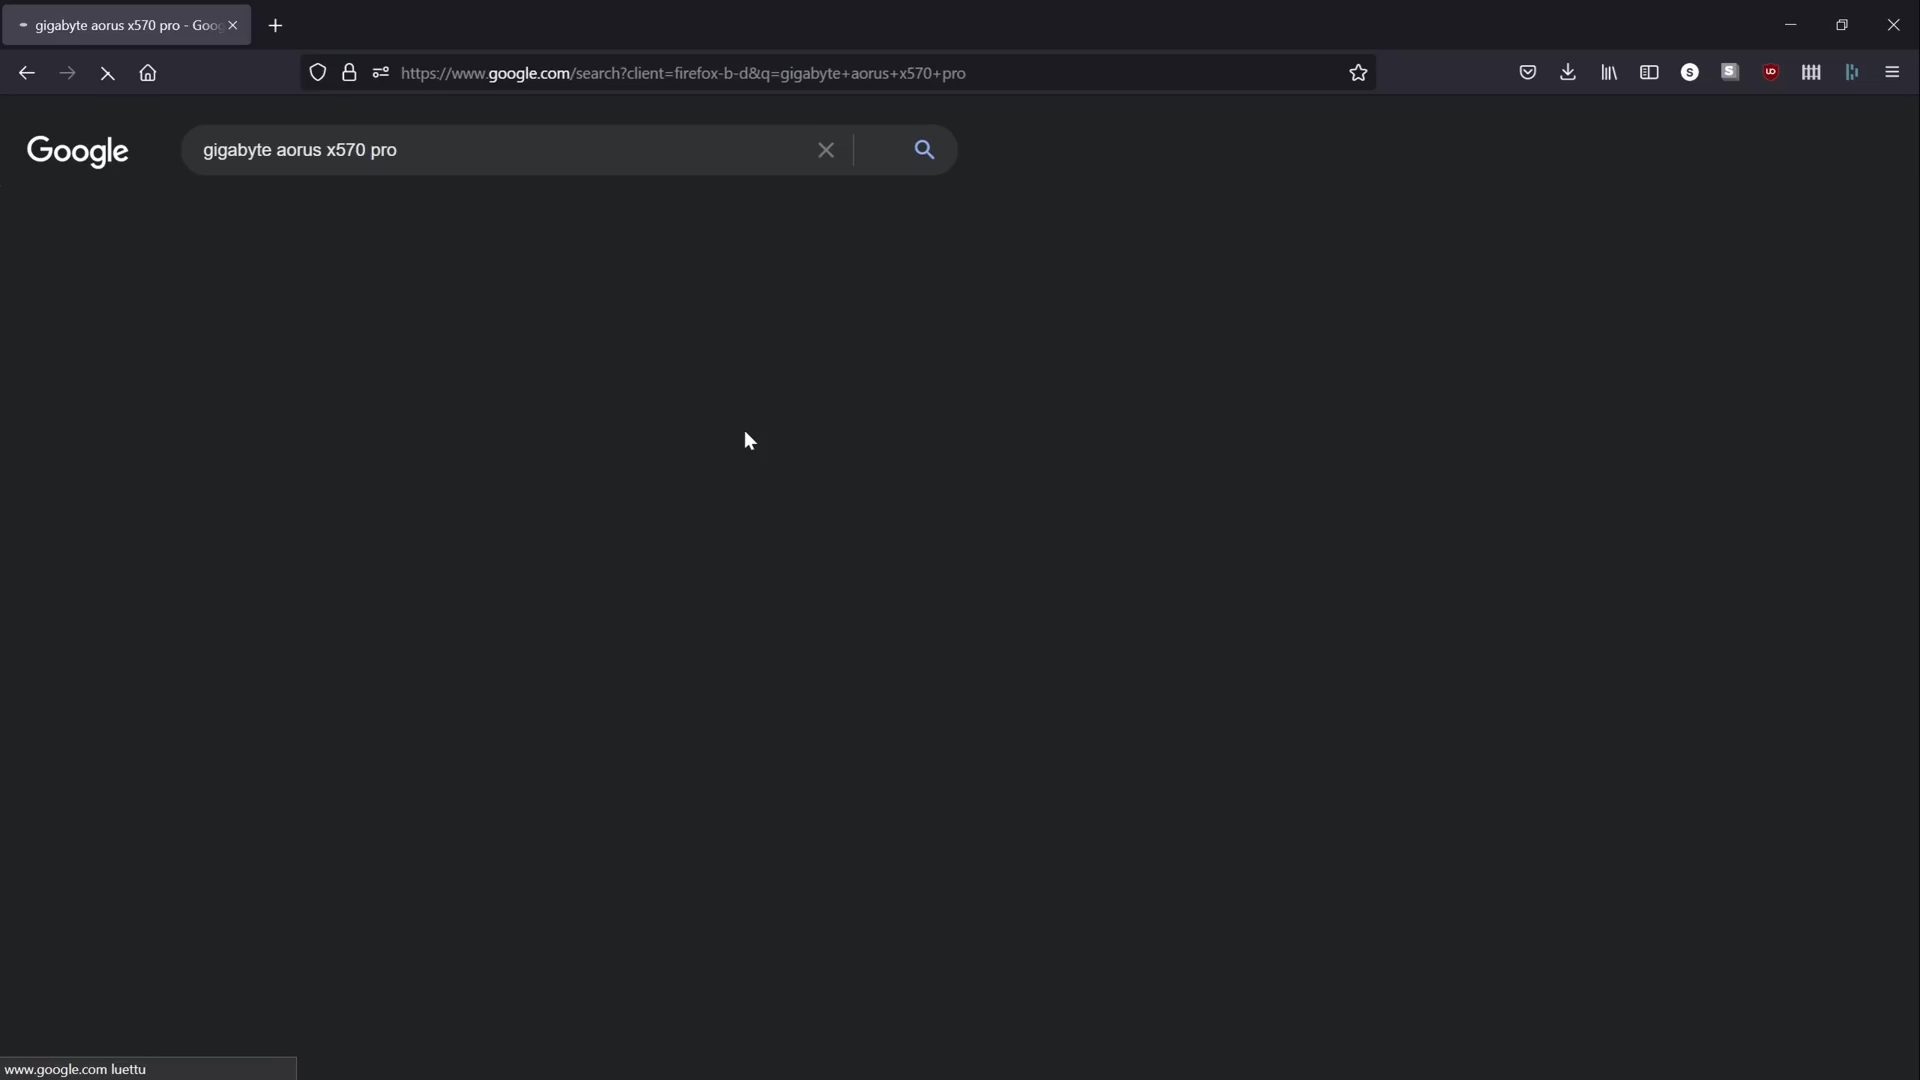 gigabyte aorus x570 pro - Goog
https://www.google.com/search?client=firefox-b-d&q=gigabyte+aorus+x570+pro
Google
gigabyte aorus x570 pro
www.google.com luettu